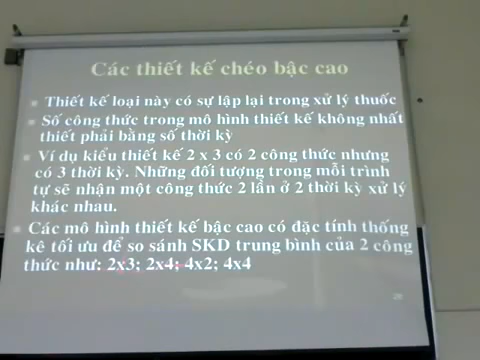 Các thiết kế chéo bậc cao
Thiết kế loại này có sự lập lại trong xử lý thuốc
Số công thức trong mô hình thiết kế không nhất
thiết phải bằng số thời kỳ
Ví dụ kiểu thiết kế 2 x 3 có 2 công thức nhưng
có 3 thời kỳ. Những đối tượng trong mỗi trình
tự sẽ nhận một công thức 2 lần ở 2 thời kỳ xử lý
khác nhau.
Các mô hình thiết kế bậc cao có đặc tính thống
kê tối ưu để so sánh SKD trung bình của 2 công
thức như: 2x3; 2x4; 4x2; 4x4